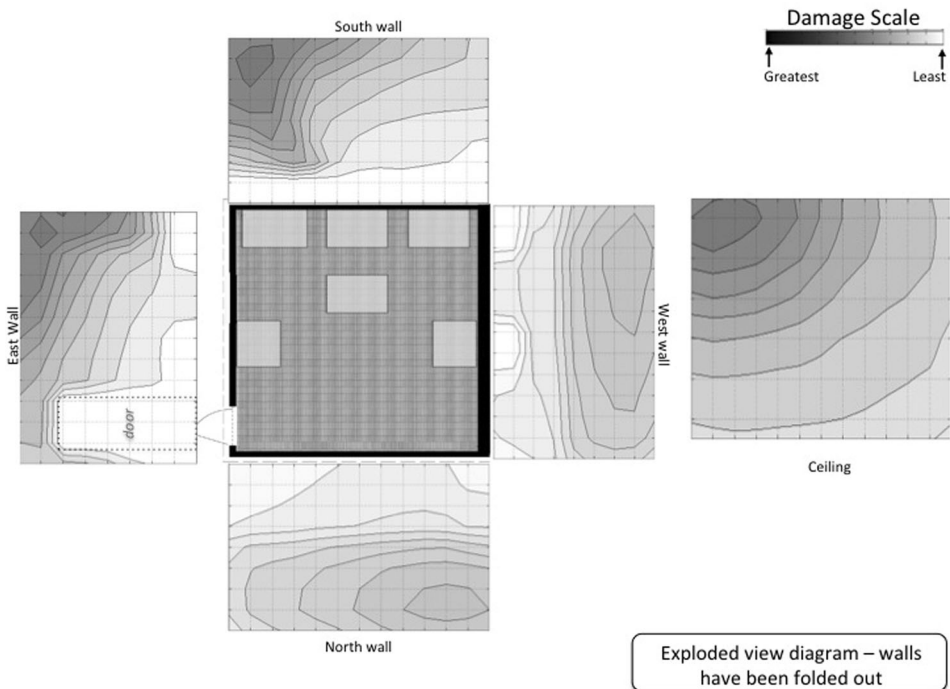 South wall
Damage Scale
Greatest
Least
East Wall
door
West wall
Ceiling
North wall
Exploded view diagram – walls
have been folded out